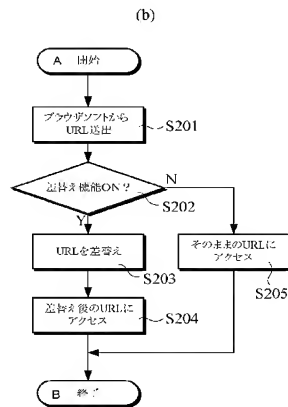 (b)
A 開始
ブラウザソフトから
URL送出
S201
差替え機能ON？
N
S202
Y
URLを差替え
そのままのURLに
アクセス
S203
S205
差替え後のURLに
アクセス
S204
B 終了